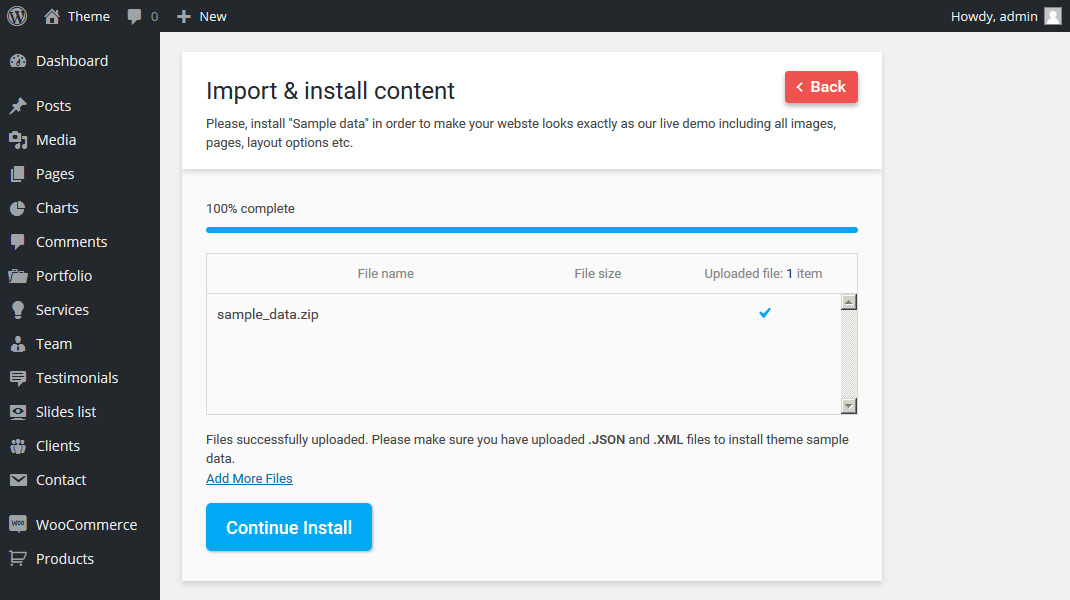 Theme 0 New Howdy, admin
Dashboard
Posts
Media
Pages
Charts
Comments
Portfolio
Services
Team
Testimonials
Slides list
Clients
Contact
WOO WooCommerce
Products
Import & install content
< Back
Please, install "Sample data" in order to make your webste looks exactly as our live demo including all images,
pages, layout options etc.
100% complete
File name File size Uploaded file: 1 item
sample_data.zip
Files successfully uploaded. Please make sure you have uploaded .JSON and .XML files to install theme sample
data.
Add More Files
Continue Install